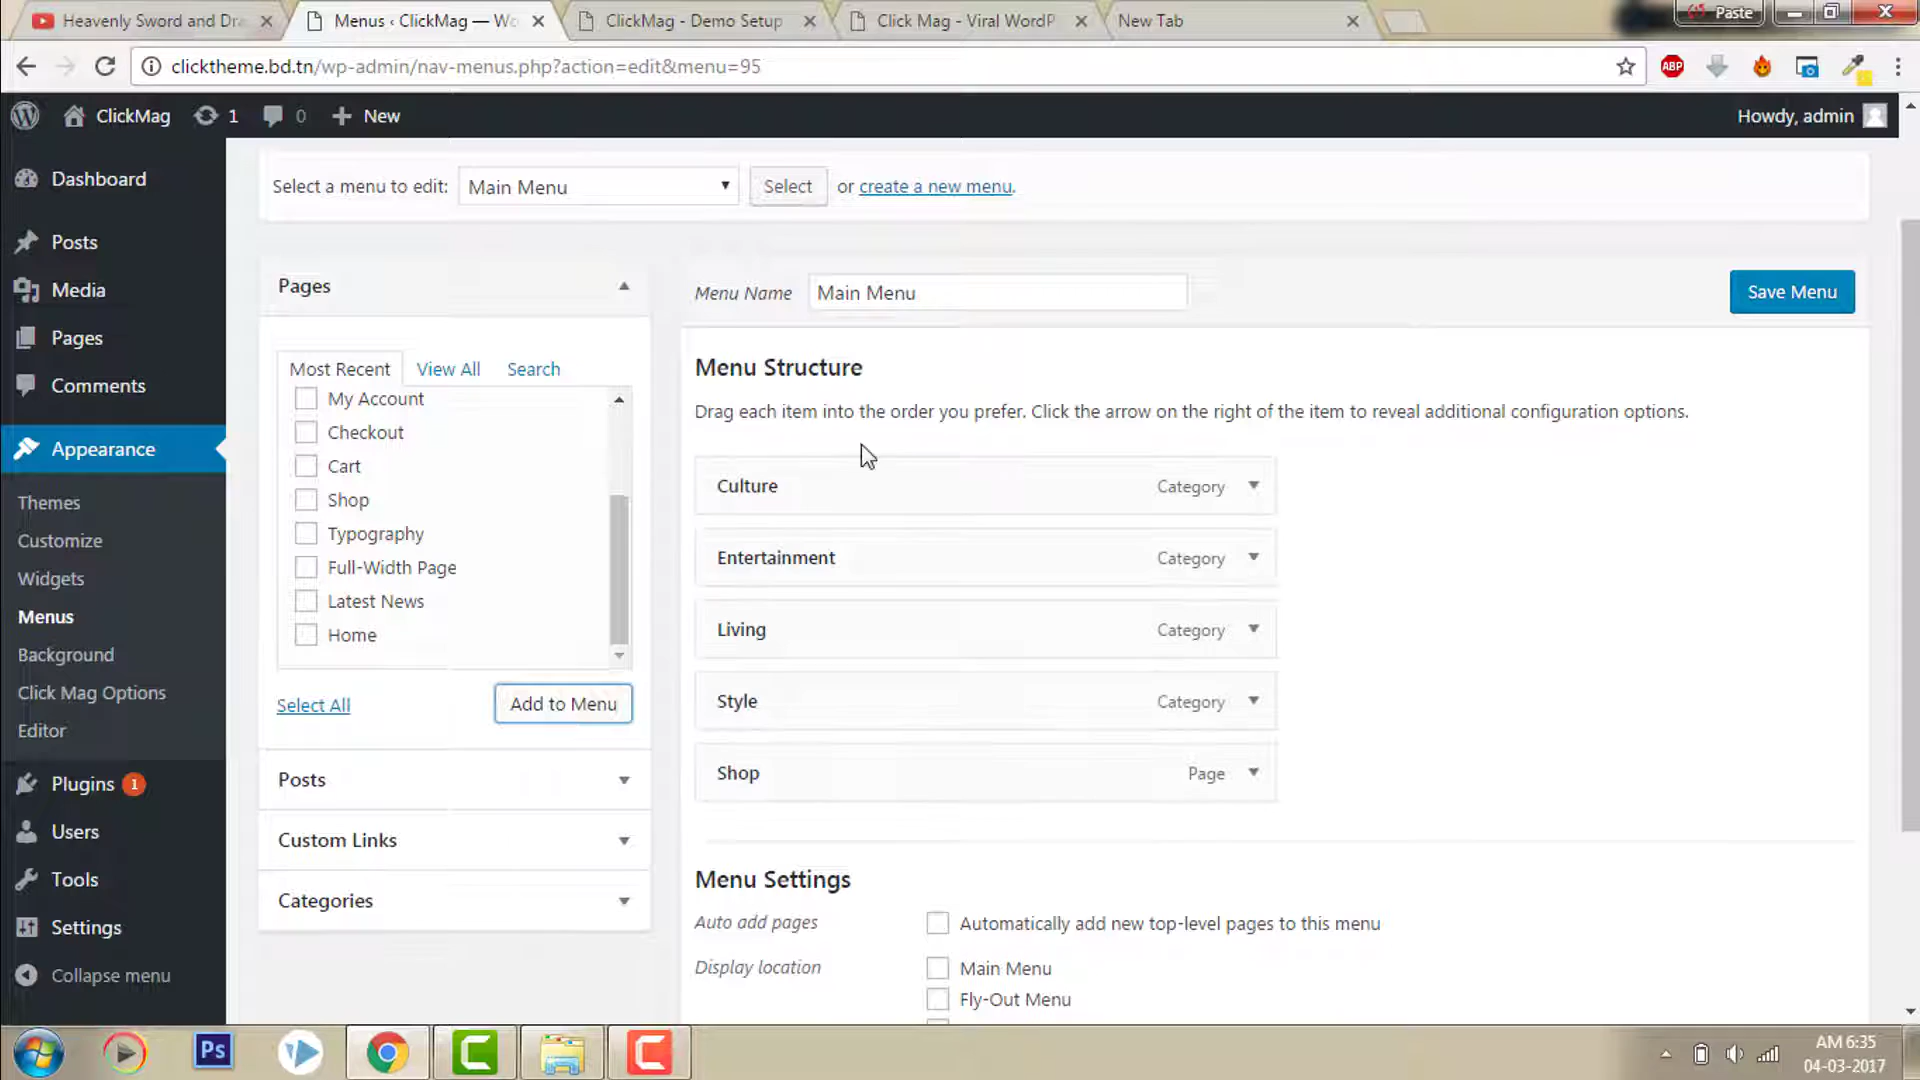 Heavenly Sword and Dra
Menus ‹ ClickMag — Wo
ClickMag - Demo Setup
Click Mag - Viral WordP
New Tab
Paste
clicktheme.bd.tn/wp-admin/nav-menus.php?action=edit&menu=95
ABP
ClickMag
1
0
New
Howdy, admin
Dashboard
Posts
Media
Pages
Comments
Appearance
Themes
Customize
Widgets
Menus
Background
Click Mag Options
Editor
Plugins 1
Users
Tools
Settings
Collapse menu
Select a menu to edit: Main Menu Select or create a new menu.
Pages
Most Recent View All Search
My Account
Checkout
Cart
Shop
Typography
Full-Width Page
Latest News
Home
Select All Add to Menu
Posts
Custom Links
Categories
Menu Name Main Menu Save Menu
Menu Structure
Drag each item into the order you prefer. Click the arrow on the right of the item to reveal additional configuration options.
Culture Category
Entertainment Category
Living Category
Style Category
Shop Page
Menu Settings
Auto add pages Automatically add new top-level pages to this menu
Display location Main Menu
Fly-Out Menu
Ps
AM 6:35
04-03-2017